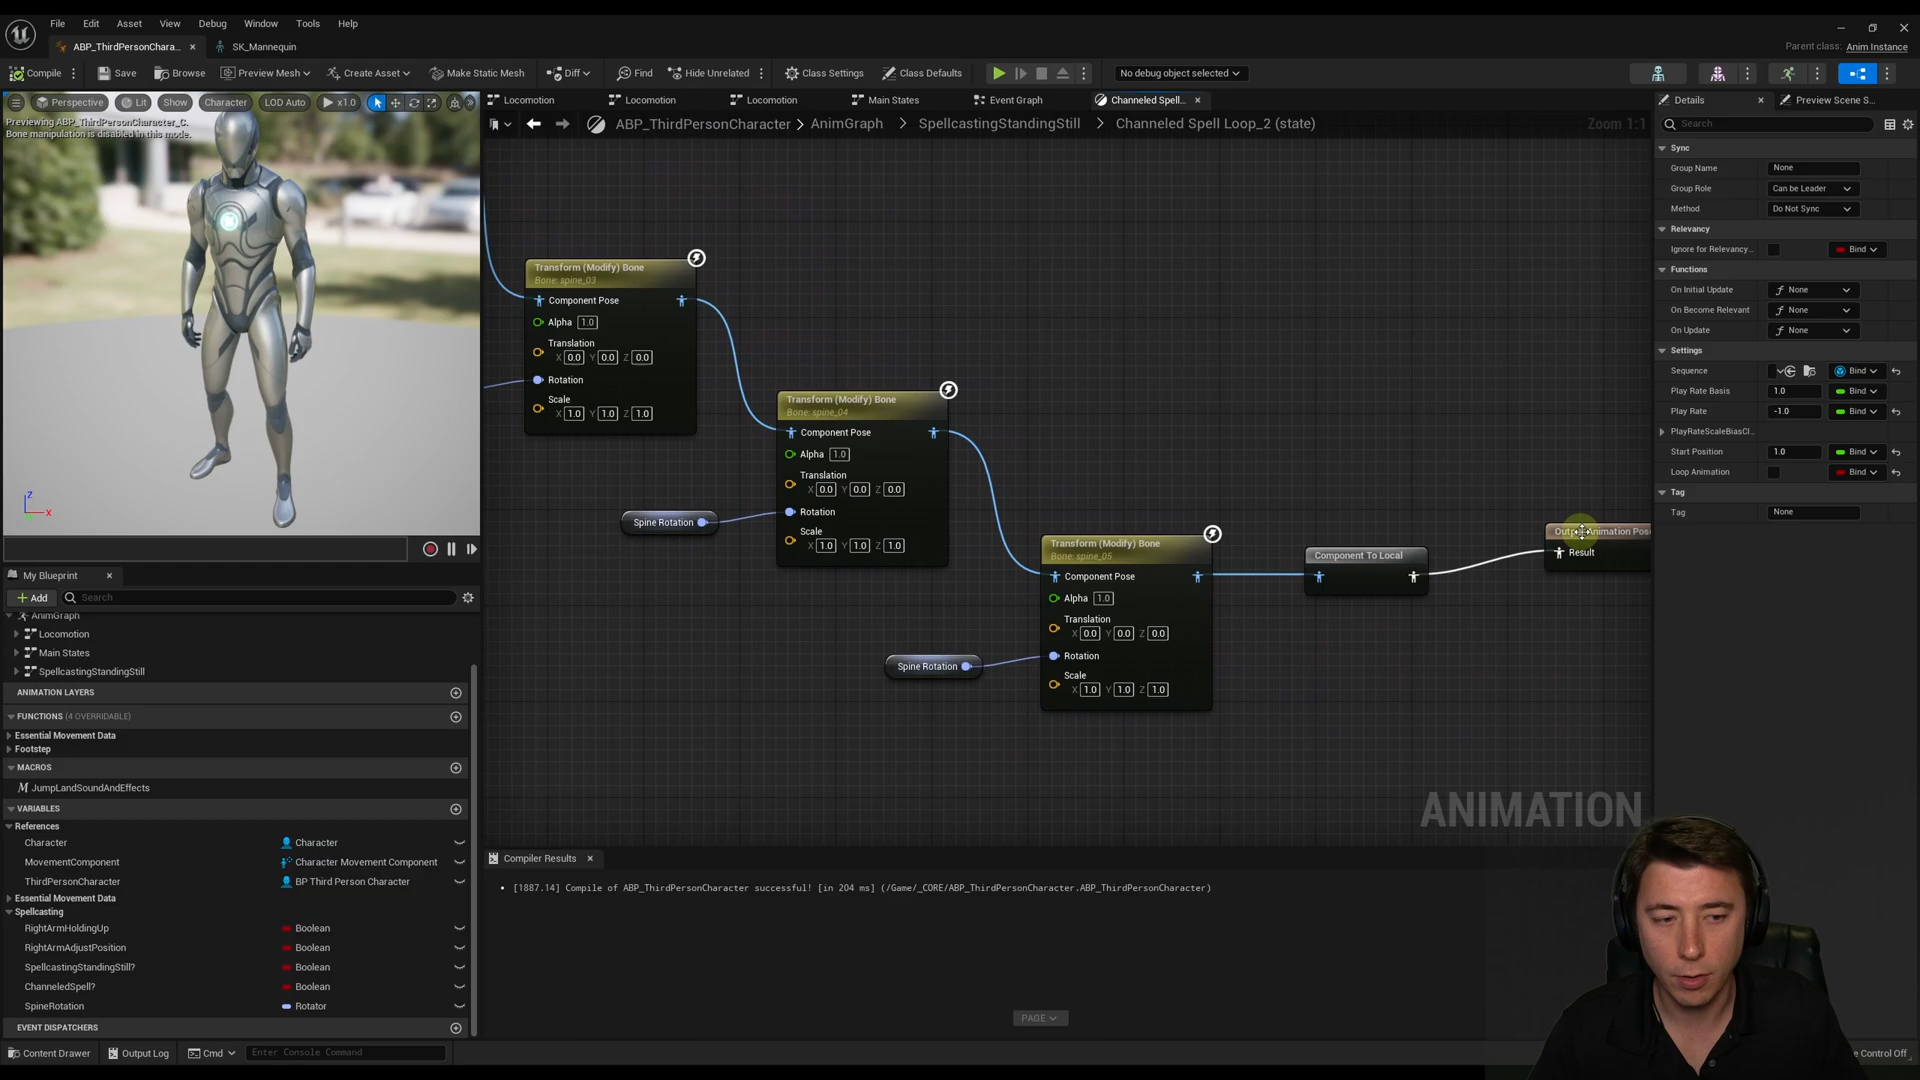 File Edit Asset View Debug Window Tools Help
ABP_ThirdPersonChara...
SK_Mannequin
Parent class: Anim Instance
Compile Save Browse Preview Mesh Create Asset Make Static Mesh Diff Find Hide Unrelated Class Settings Class Defaults No debug object selected
Perspective Lit Show Character LOD Auto x1.0
Previewing ABP_ThirdPersonCharacter_C.
Bone manipulation is disabled in this mode.
Z
X
Locomotion Locomotion Locomotion Main States Event Graph Channeled Spell...
ABP_ThirdPersonCharacter > AnimGraph > SpellcastingStandingStill > Channeled Spell Loop_2 (state)
Zoom 1:1
Transform (Modify) Bone
Bone: spine_03
Component Pose
Alpha 1.0
Translation
X 0.0 Y 0.0 Z 0.0
Rotation
Scale
X 1.0 Y 1.0 Z 1.0
Transform (Modify) Bone
Bone: spine_04
Component Pose
Alpha 1.0
Translation
X 0.0 Y 0.0 Z 0.0
Spine Rotation
Rotation
Scale
X 1.0 Y 1.0 Z 1.0
Transform (Modify) Bone
Bone: spine_05
Component Pose
Alpha 1.0
Translation
X 0.0 Y 0.0 Z 0.0
Spine Rotation
Rotation
Scale
X 1.0 Y 1.0 Z 1.0
Component To Local
Animation Pose
Result
ANIMATION
My Blueprint
Add Search
AnimGraph
Locomotion
Main States
SpellcastingStandingStill
ANIMATION LAYERS
FUNCTIONS (4 OVERRIDABLE)
Essential Movement Data
Footstep
MACROS
JumpLandSoundAndEffects
VARIABLES
References
Character Character
MovementComponent Character Movement Component
ThirdPersonCharacter BP Third Person Character
Essential Movement Data
Spellcasting
RightArmHoldingUp Boolean
RightArmAdjustPosition Boolean
SpellcastingStandingStill? Boolean
ChanneledSpell? Boolean
SpineRotation Rotator
EVENT DISPATCHERS
Compiler Results
• [1887.14] Compile of ABP_ThirdPersonCharacter successful! [in 204 ms] (/Game/_CORE/ABP_ThirdPersonCharacter.ABP_ThirdPersonCharacter)
PAGE
Details
Preview Scene S...
Search
Sync
Group Name None
Group Role Can be Leader
Method Do Not Sync
Relevancy
Ignore for Relevancy... Bind
Functions
On Initial Update None
On Become Relevant None
On Update None
Settings
Sequence Bind
Play Rate Basis 1.0 Bind
Play Rate -1.0 Bind
PlayRateScaleBiasCl...
Start Position 1.0 Bind
Loop Animation Bind
Tag
Tag None
Content Drawer Output Log Cmd Enter Console Command
Control Off